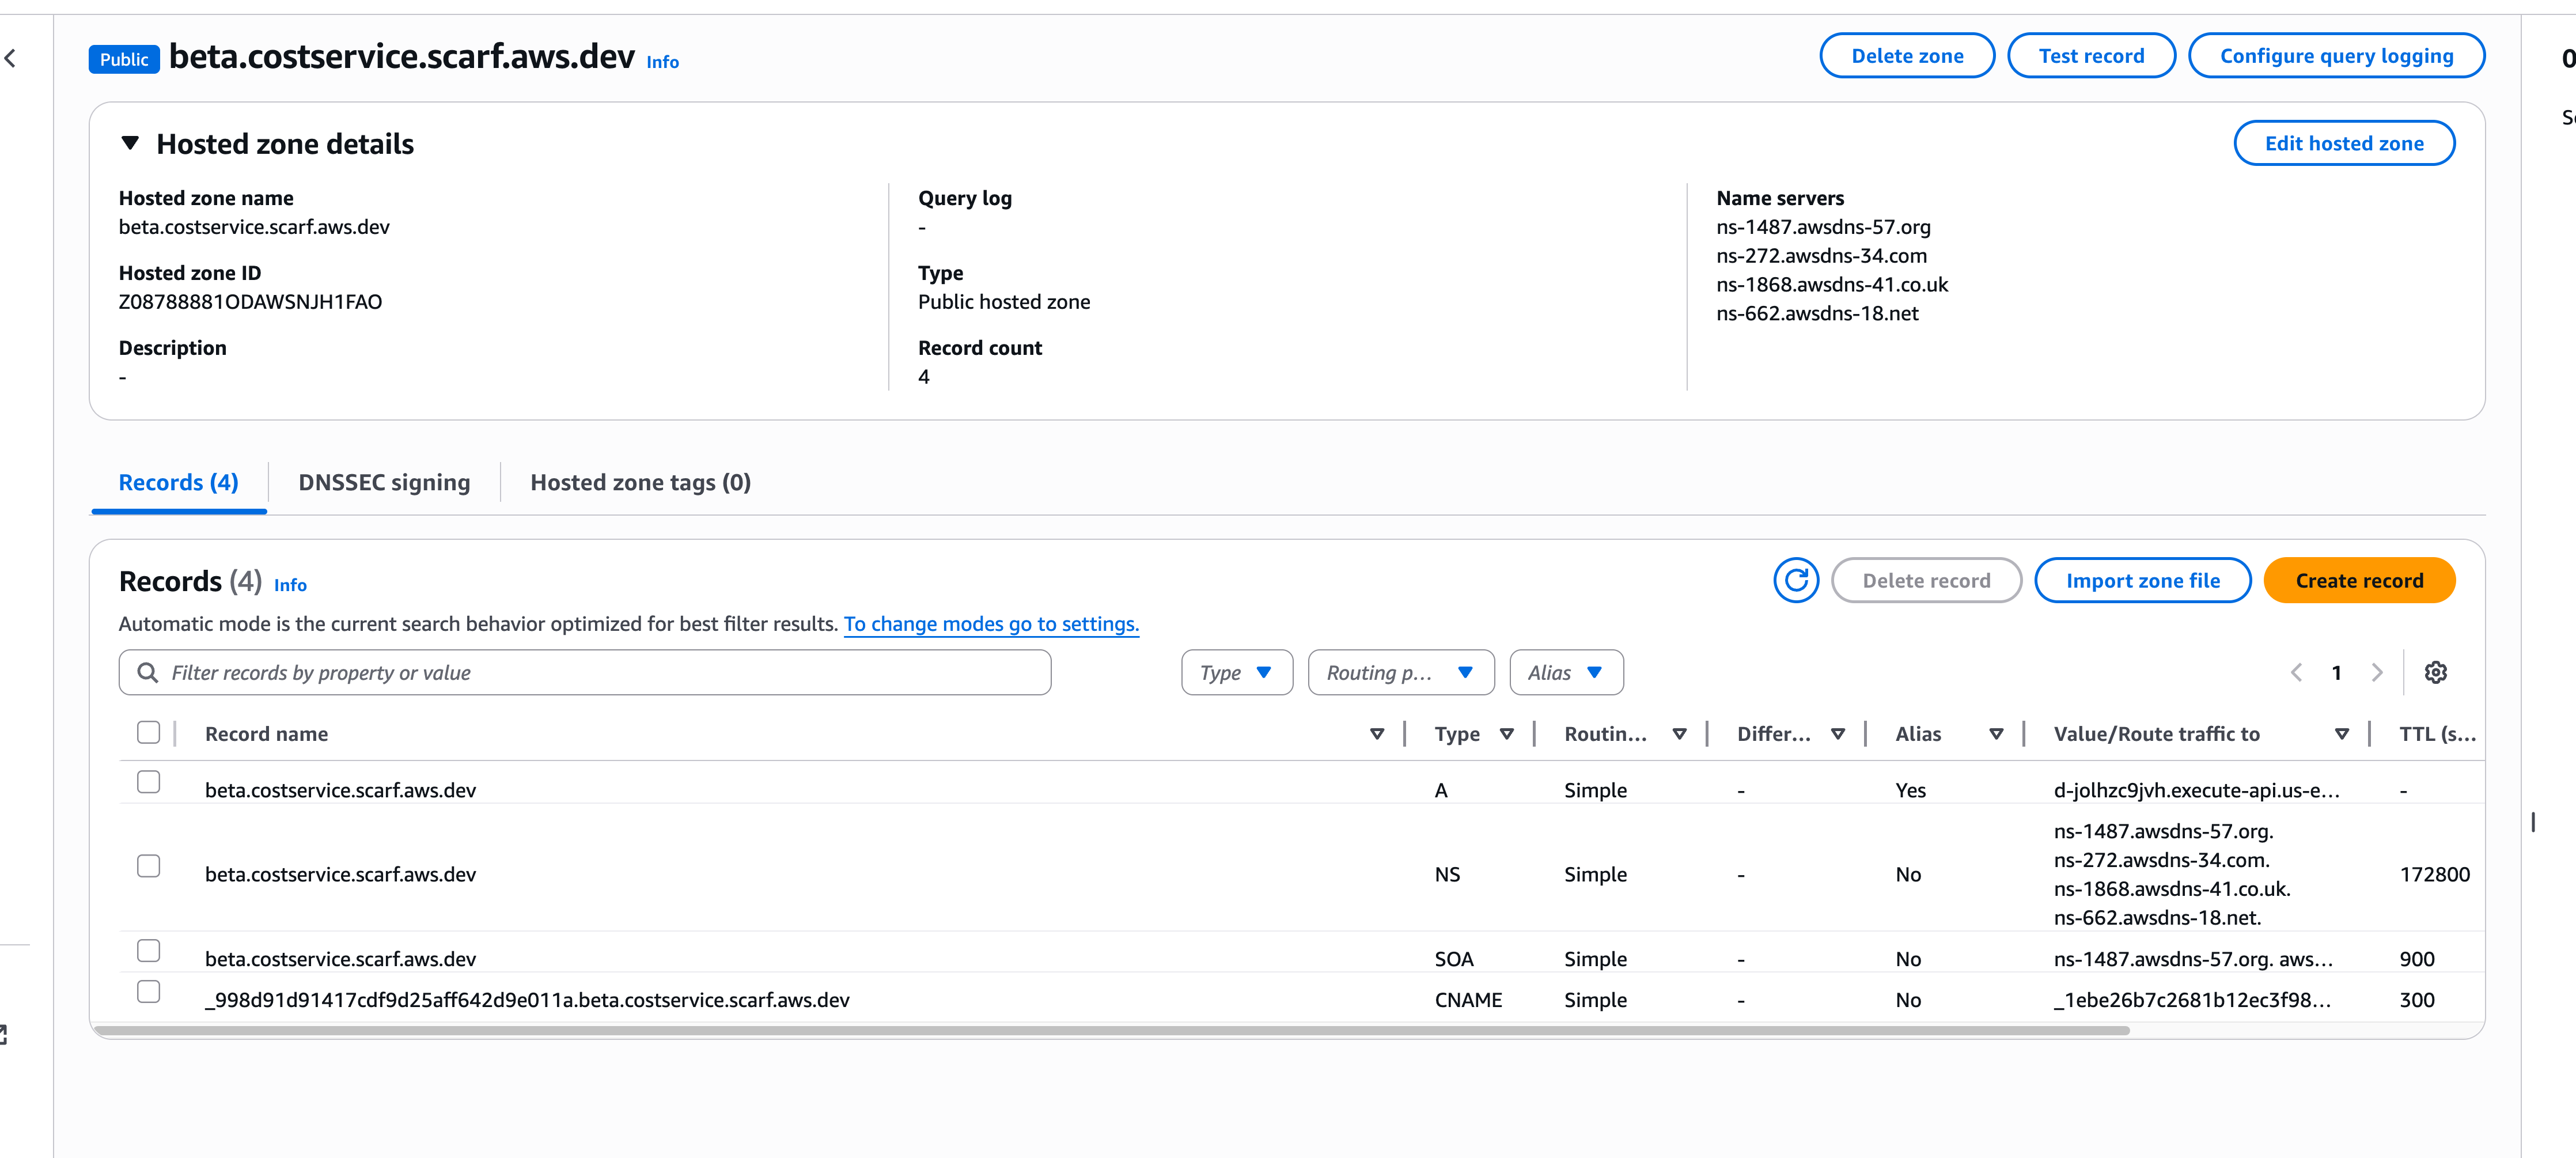 Public beta.costservice.scarf.aws.dev Info
Delete zone Test record Configure query logging
Hosted zone details
Edit hosted zone
Hosted zone name
beta.costservice.scarf.aws.dev
Hosted zone ID
Z08788881ODAWSNJH1FAO
Description
-
Query log
-
Type
Public hosted zone
Record count
4
Name servers
ns-1487.awsdns-57.org
ns-272.awsdns-34.com
ns-1868.awsdns-41.co.uk
ns-662.awsdns-18.net
Records (4) DNSSEC signing Hosted zone tags (0)
Records (4) Info
Delete record Import zone file Create record
Automatic mode is the current search behavior optimized for best filter results. To change modes go to settings.
Filter records by property or value Type Routing p... Alias 1
Record name Type Routin... Differ... Alias Value/Route traffic to TTL (s...
beta.costservice.scarf.aws.dev A Simple - Yes d-jolhzc9jvh.execute-api.us-e... -
beta.costservice.scarf.aws.dev NS Simple - No ns-1487.awsdns-57.org. 172800
ns-272.awsdns-34.com.
ns-1868.awsdns-41.co.uk.
ns-662.awsdns-18.net.
beta.costservice.scarf.aws.dev SOA Simple - No ns-1487.awsdns-57.org. aws... 900
_998d91d91417cdf9d25aff642d9e011a.beta.costservice.scarf.aws.dev CNAME Simple - No _1ebe26b7c2681b12ec3f98... 300